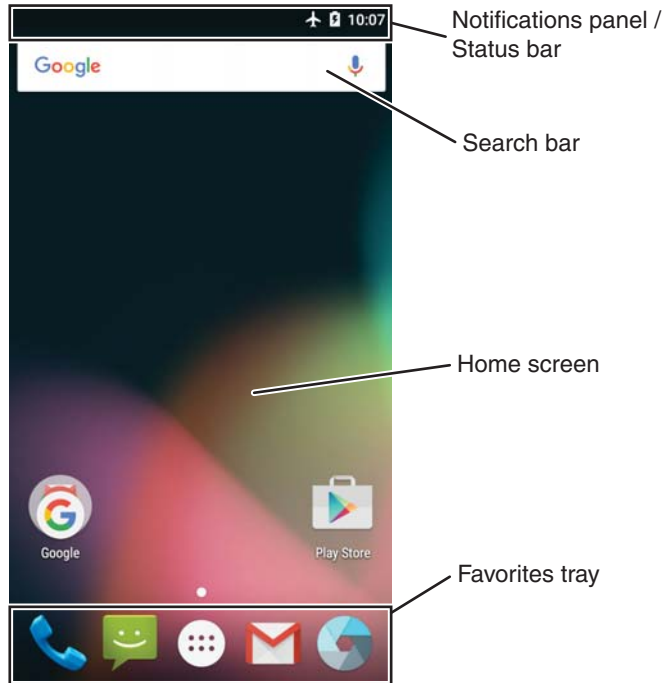 10:07
Notifications panel /
Status bar
Google
Search bar
Home screen
G
Google
Play Store
Favorites tray